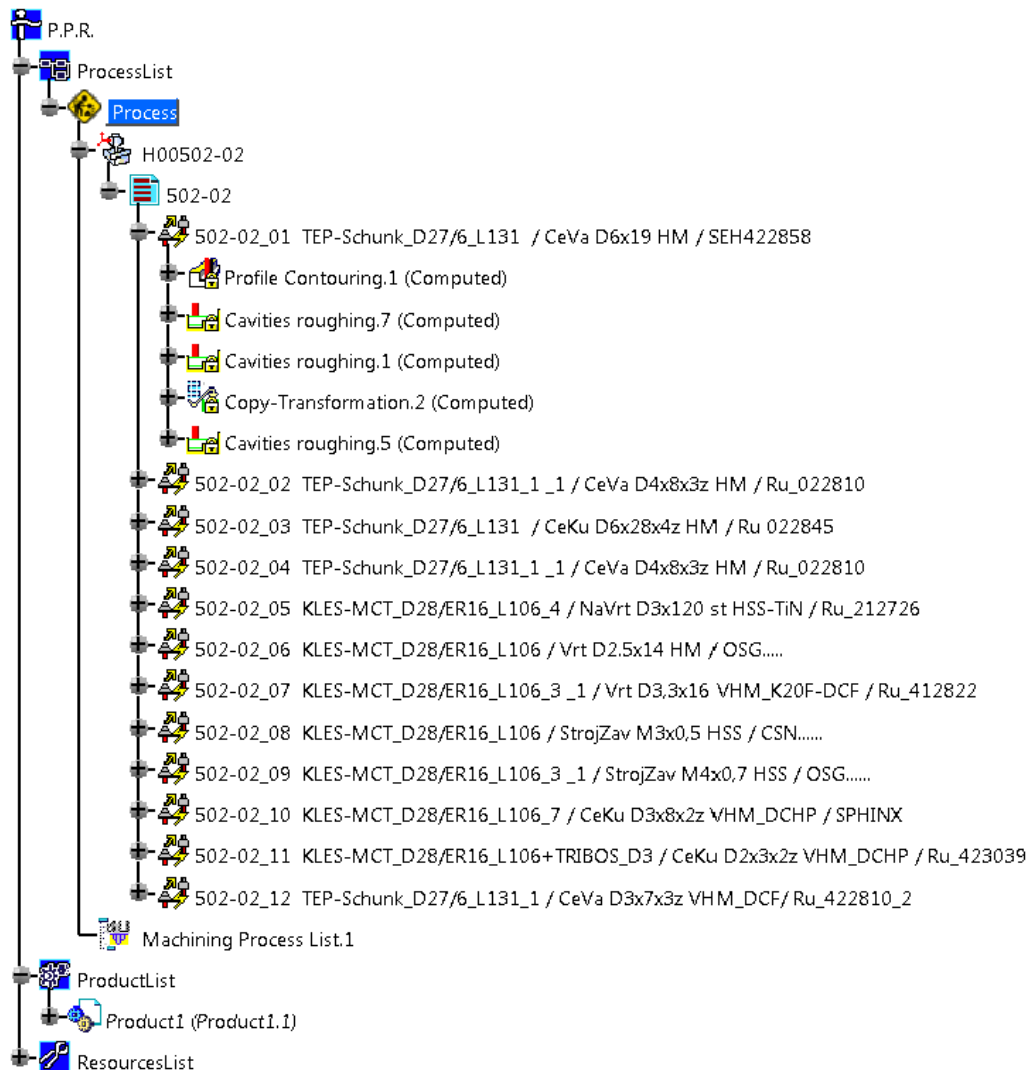 P.P.R.
ProcessList
Process
H00502-02
502-02
502-02_01 TEP-Schunk_D27/6_L131 / CeVa D6x19 HM / SEH422858
Profile Contouring.1 (Computed)
Cavities roughing.7 (Computed)
Cavities roughing.1 (Computed)
Copy-Transformation.2 (Computed)
Cavities roughing.5 (Computed)
502-02_02 TEP-Schunk_D27/6_L131_1 _1 / CeVa D4x8x3z HM / Ru_022810
502-02_03 TEP-Schunk_D27/6_L131 / CeKu D6x28x4z HM / Ru 022845
502-02_04 TEP-Schunk_D27/6_L131_1 _1 / CeVa D4x8x3z HM / Ru_022810
502-02_05 KLES-MCT_D28/ER16_L106_4 / NaVrt D3x120 st HSS-TiN / Ru_212726
502-02_06 KLES-MCT_D28/ER16_L106 / Vrt D2.5x14 HM / OSG.....
502-02_07 KLES-MCT_D28/ER16_L106_3 _1 / Vrt D3,3x16 VHM_K20F-DCF / Ru_412822
502-02_08 KLES-MCT_D28/ER16_L106 / StrojZav M3x0,5 HSS / CSN......
502-02_09 KLES-MCT_D28/ER16_L106_3 _1 / StrojZav M4x0,7 HSS / OSG......
502-02_10 KLES-MCT_D28/ER16_L106_7 / CeKu D3x8x2z VHM_DCHP / SPHINX
502-02_11 KLES-MCT_D28/ER16_L106+TRIBOS_D3 / CeKu D2x3x2z VHM_DCHP / Ru_423039
502-02_12 TEP-Schunk_D27/6_L131_1 / CeVa D3x7x3z VHM_DCF/ Ru_422810_2
Machining Process List.1
ProductList
Product1 (Product1.1)
ResourcesList